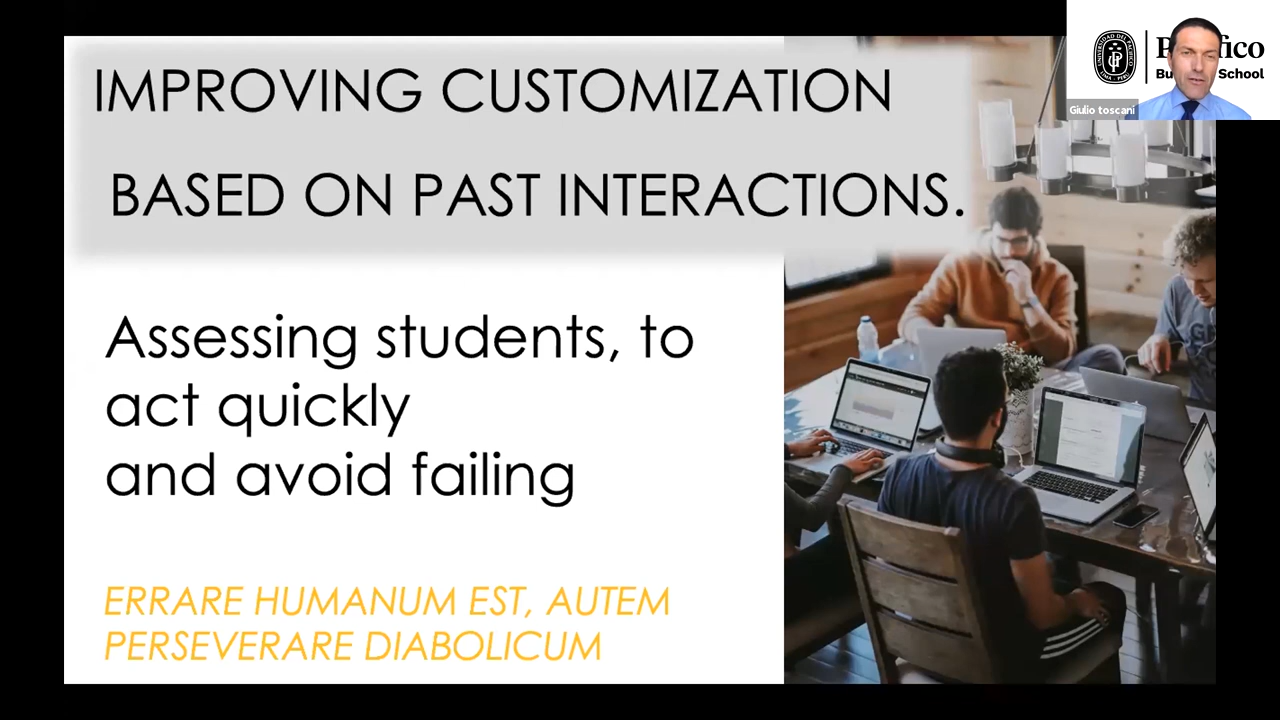 IMPROVING CUSTOMIZATION
BASED ON PAST INTERACTIONS.
Assessing students, to
act quickly
and avoid failing
ERRARE HUMANUM EST, AUTEM
PERSEVERARE DIABOLICUM
Giulio toscani
School